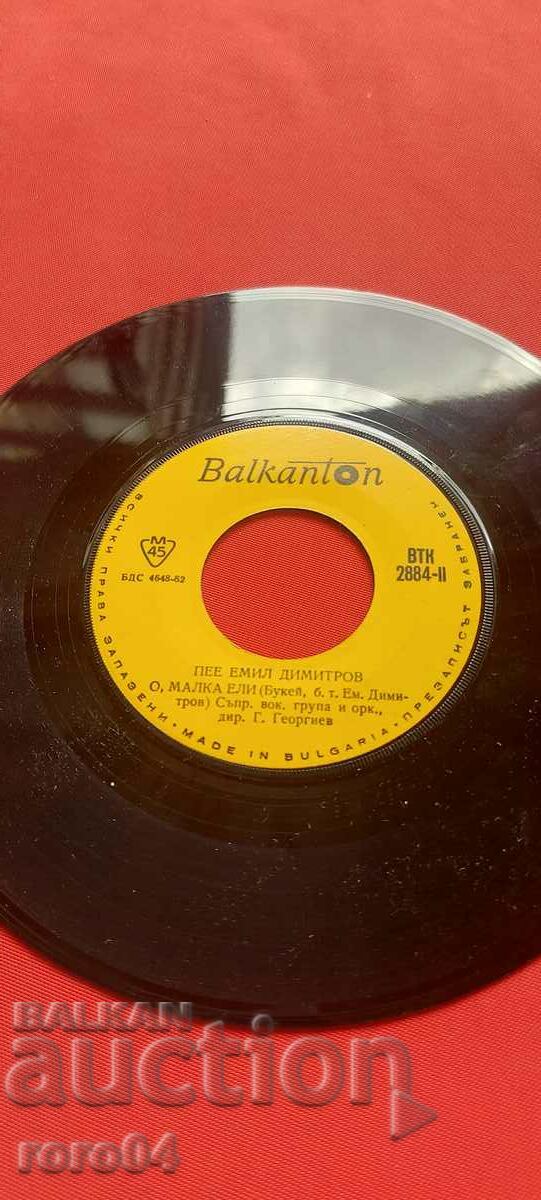 Balkanton
М
45
БДС 4648-62
ВТК
2884-II
ПЕЕ ЕМИЛ ДИМИТРОВ
О, МАЛКА ЕЛИ (Букей, б. т. Ем. Дими-
тров) Съпр. вок. група и орк.,
дир. Г. Георгиев
ВСИЧКИ ПРАВА ЗАПАЗЕНИ · MADE IN BULGARIA · ПРЕЗАПИСЪТ ЗАБРАНЕН
BALKAN
auction
roro04